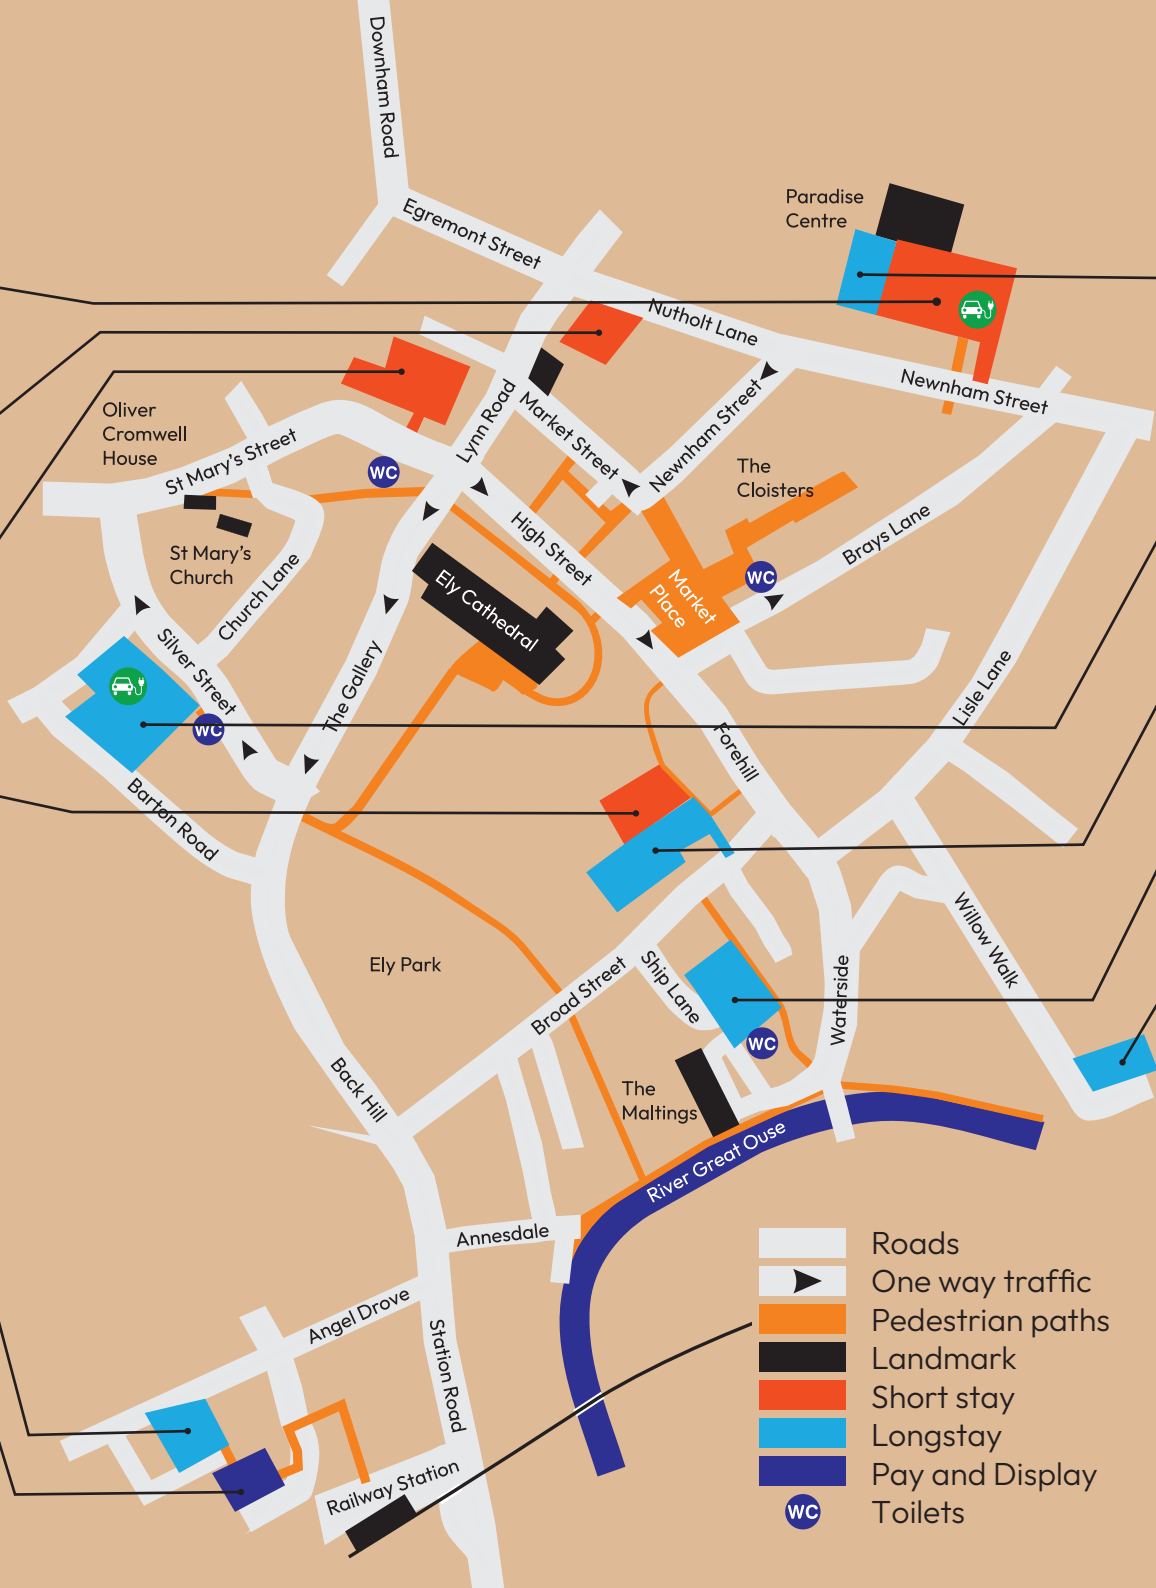 Downham Road
Egremont Street
Paradise
Centre
Nutholt Lane
Newnham Street
Oliver
Cromwell
House
St Mary's Street
Lynn Road
Market Street
Newnham Street
WC
The
Cloisters
High Street
Brays Lane
St Mary's
Church
Church Lane
Ely Cathedral
Market
Place
WC
Silver Street
The Gallery
WC
Lisle Lane
Forehill
Barton Road
Ely Park
Broad Street
Ship Lane
Willow Walk
Waterside
WC
Back Hill
The
Maltings
River Great Ouse
Annesdale
Angel Drove
Station Road
Railway Station
Roads
One way traffic
Pedestrian paths
Landmark
Short stay
Longstay
Pay and Display
WC
Toilets